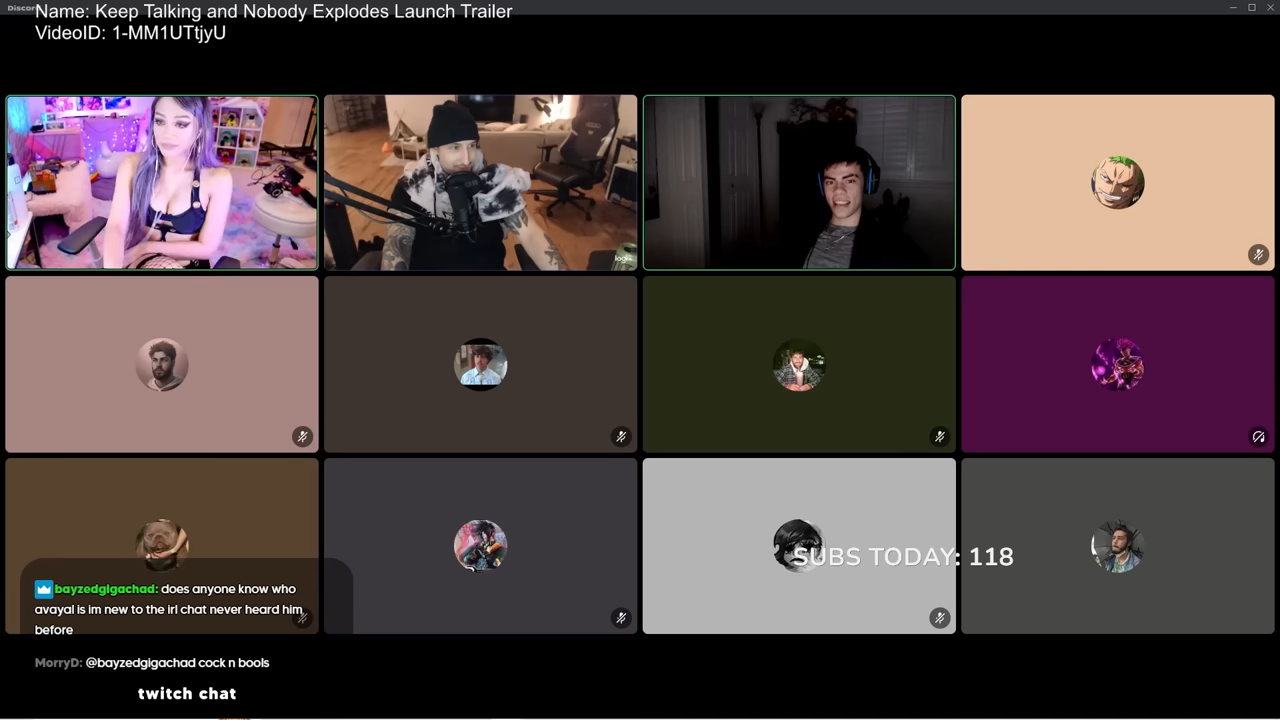 Discord
Name: Keep Talking and Nobody Explodes Launch Trailer
VideoID: 1-MM1UTtjyU
SUBS TODAY: 118
bayzedgigachad: does anyone know who
avayal is im new to the irl chat never heard him
before
MorryD: @bayzedgigachad cock n bools
twitch chat